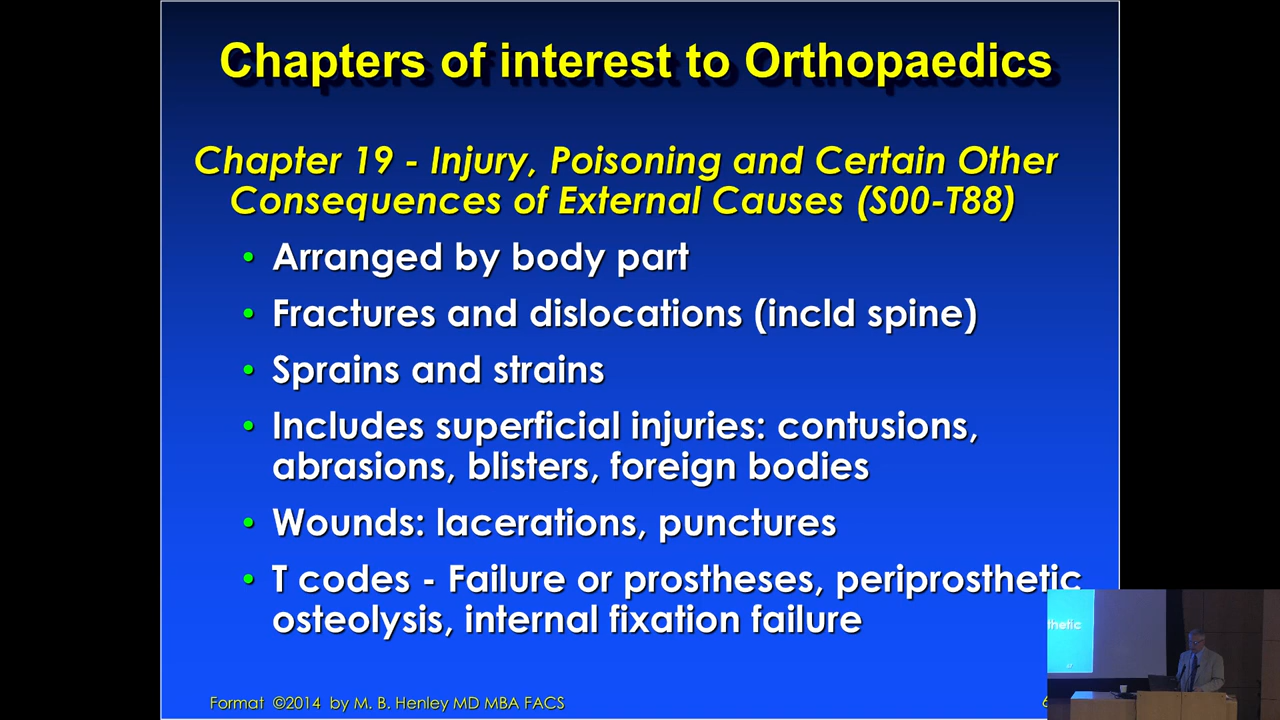 Chapters of interest to Orthopaedics
Chapter 19 - Injury, Poisoning and Certain Other
Consequences of External Causes (S00-T88)
• Arranged by body part
• Fractures and dislocations (incld spine)
• Sprains and strains
• Includes superficial injuries: contusions,
abrasions, blisters, foreign bodies
• Wounds: lacerations, punctures
• T codes - Failure or prostheses, periprosthetic
osteolysis, internal fixation failure
thetic
Format ©2014 by M. B. Henley MD MBA FACS